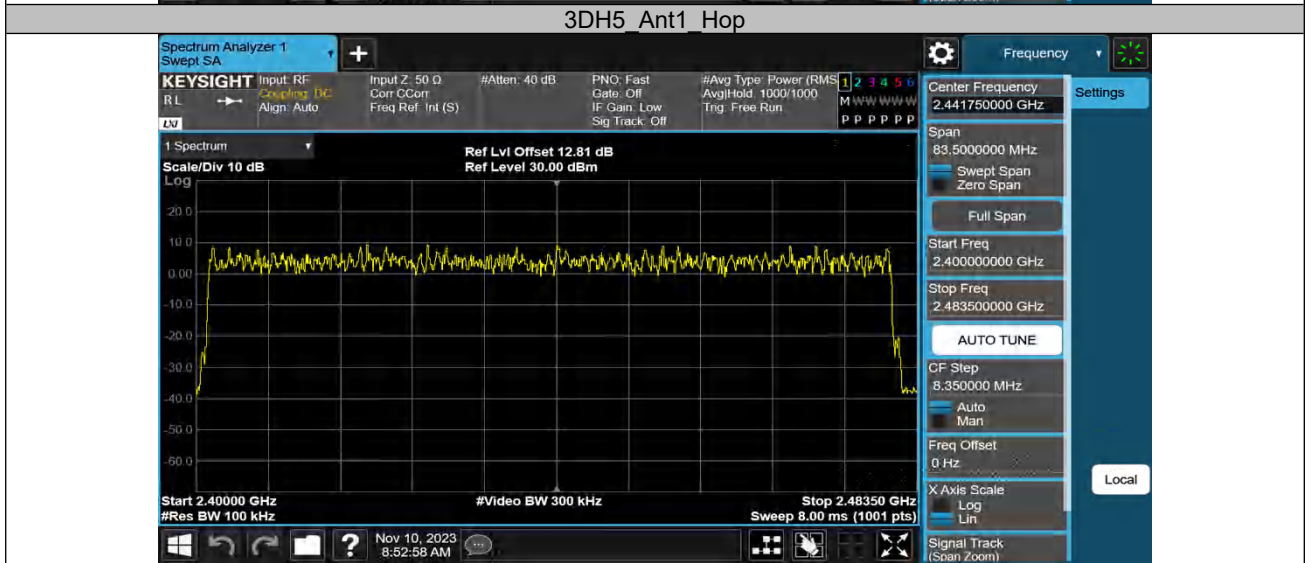 3DH5_Ant1_Hop
Spectrum Analyzer 1
Swept SA
Frequency
KEYSIGHT
RL
LXI
Input: RF
Coupling: DC
Align: Auto
Input Z: 50 Ω
Corr CCorr
Freq Ref: Int (S)
#Atten: 40 dB
PNO: Fast
Gate: Off
IF Gain: Low
Sig Track: Off
#Avg Type: Power (RMS
Avg|Hold: 1000/1000
Trig: Free Run
1 2 3 4 5 6
M W W W W W
P P P P P P
Center Frequency
2.441750000 GHz
Settings
Span
83.5000000 MHz
Swept Span
Zero Span
Full Span
Start Freq
2.400000000 GHz
Stop Freq
2.483500000 GHz
AUTO TUNE
CF Step
8.350000 MHz
Auto
Man
Freq Offset
0 Hz
X Axis Scale
Log
Lin
Local
Signal Track
(Span Zoom)
1 Spectrum
Scale/Div 10 dB
Ref Lvl Offset 12.81 dB
Ref Level 30.00 dBm
Log
20.0
10.0
0.00
-10.0
-20.0
-30.0
-40.0
-50.0
-60.0
Start 2.40000 GHz
#Res BW 100 kHz
#Video BW 300 kHz
Stop 2.48350 GHz
Sweep 8.00 ms (1001 pts)
?
Nov 10, 2023
8:52:58 AM